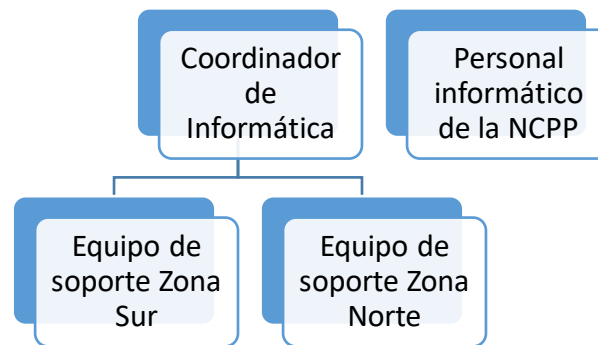 Coordinador
de
Informática
Personal
informático
de la NCPP
Equipo de
soporte Zona
Sur
Equipo de
soporte Zona
Norte